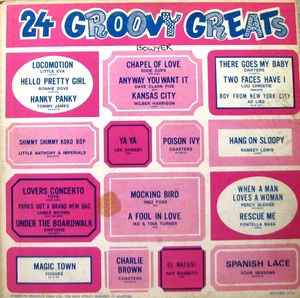 24 GROOVY GREATS
BOWYER
LOCOMOTION
LITTLE EVA
HELLO PRETTY GIRL
RONNIE DOVE
HANKY PANKY
TOMMY JAMES
CHAPEL OF LOVE
DIXIE CUPS
ANYWAY YOU WANT IT
DAVE CLARK FIVE
KANSAS CITY
WILBER HARRISON
THERE GOES MY BABY
DRIFTERS
TWO FACES HAVE I
LOU CHRISTIE
BOY FROM NEW YORK CITY
AD LIBS
SHIMMY SHIMMY KOKO BOP
LITTLE ANTHONY & IMPERIALS
YA YA
LEE DORSEY
POISON IVY
COASTERS
HANG ON SLOOPY
RAMSEY LEWIS
LOVERS CONCERTO
TOYS
PAPA'S GOT A BRAND NEW BAG
JAMES BROWN
UNDER THE BOARDWALK
DRIFTERS
MOCKING BIRD
INEZ FOXX
A FOOL IN LOVE
IKE & TINA TURNER
WHEN A MAN
LOVES A WOMAN
PERCY SLEDGE
RESCUE ME
FONTELLA BASS
MAGIC TOWN
VOGUES
CHARLIE
BROWN
COASTERS
EL WATUSI
RAY BARRETO
SPANISH LACE
FOUR SEASONS